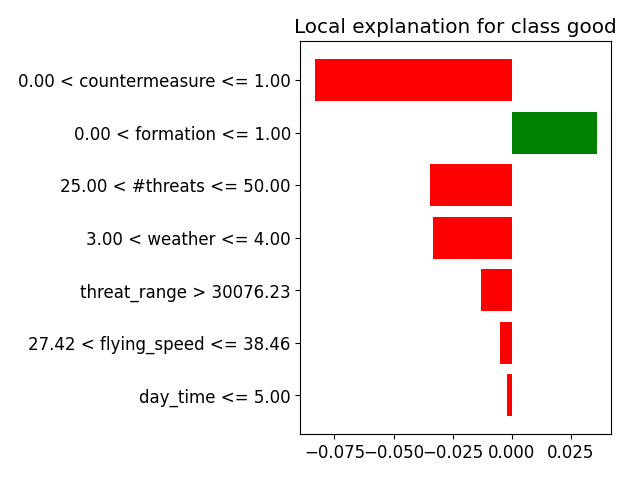 Local explanation for class good
0.00 < countermeasure <= 1.00
0.00 < formation <= 1.00
25.00 < #threats <= 50.00
3.00 < weather <= 4.00
threat_range > 30076.23
27.42 < flying_speed <= 38.46
day_time <= 5.00
−0.075 −0.050 −0.025 0.000 0.025